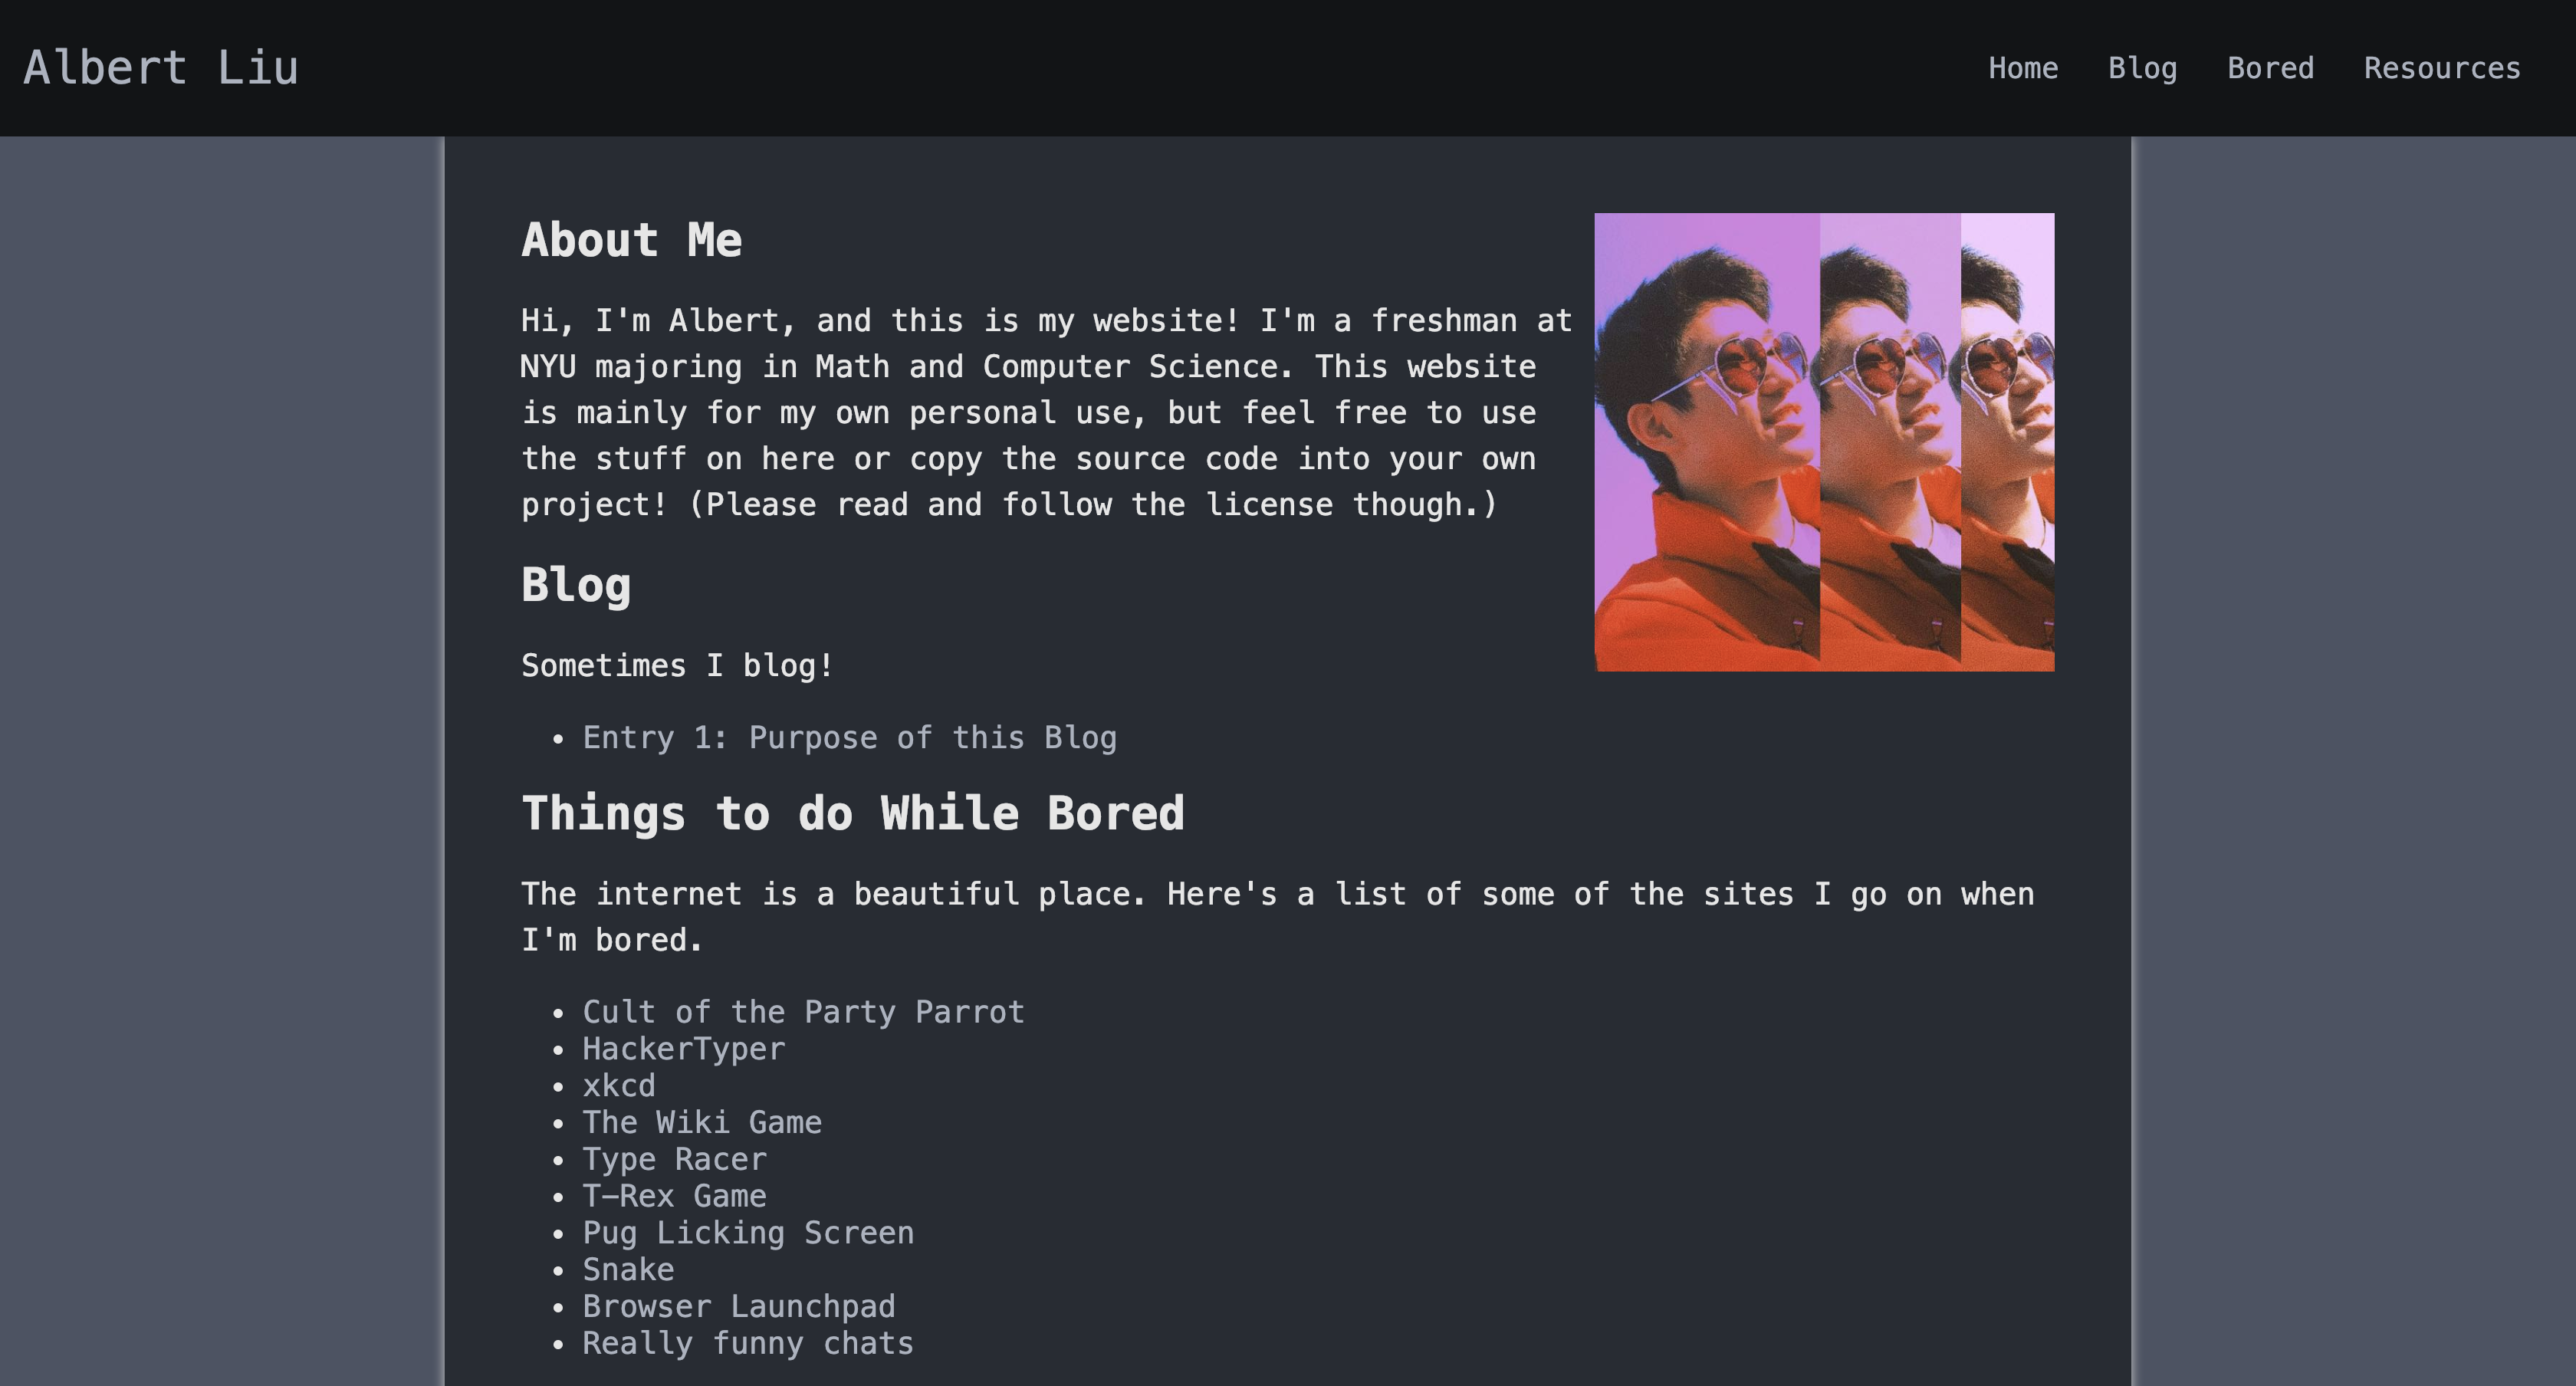 Albert Liu
Home Blog Bored Resources
About Me
Hi, I'm Albert, and this is my website! I'm a freshman at
NYU majoring in Math and Computer Science. This website
is mainly for my own personal use, but feel free to use
the stuff on here or copy the source code into your own
project! (Please read and follow the license though.)
Blog
Sometimes I blog!
• Entry 1: Purpose of this Blog
Things to do While Bored
The internet is a beautiful place. Here's a list of some of the sites I go on when
I'm bored.
• Cult of the Party Parrot
• HackerTyper
• xkcd
• The Wiki Game
• Type Racer
• T-Rex Game
• Pug Licking Screen
• Snake
• Browser Launchpad
• Really funny chats